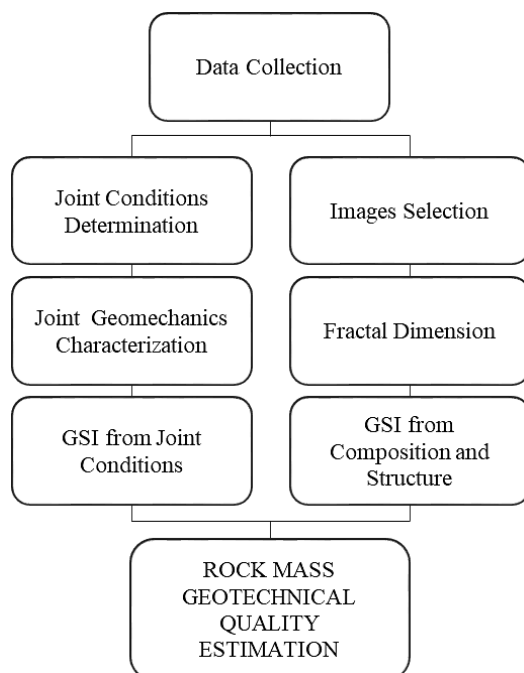 Data Collection
Joint Conditions
Determination
Images Selection
Joint Geomechanics
Characterization
Fractal Dimension
GSI from Joint
Conditions
GSI from
Composition and
Structure
ROCK MASS
GEOTECHNICAL
QUALITY
ESTIMATION